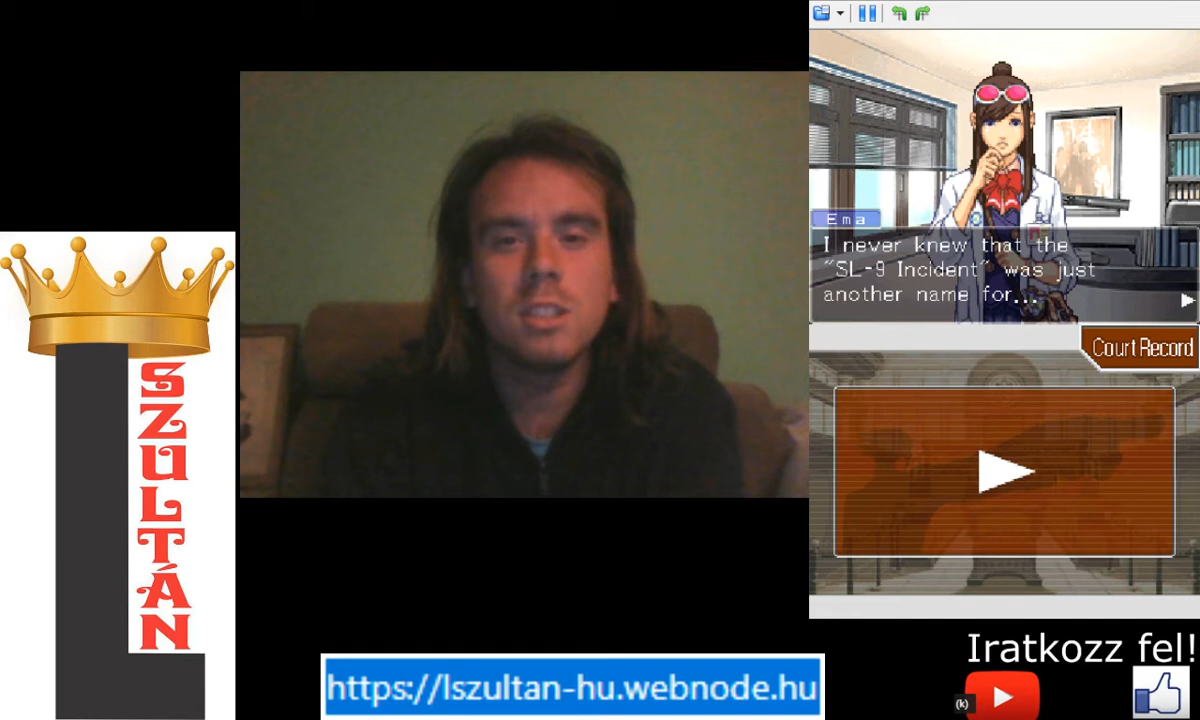 Ema
I never knew that the
"SL-9 Incident" was just
another name for...
Court Record
L
SZULTÁN
Iratkozz fel!
https://lszultan-hu.webnode.hu
(k)